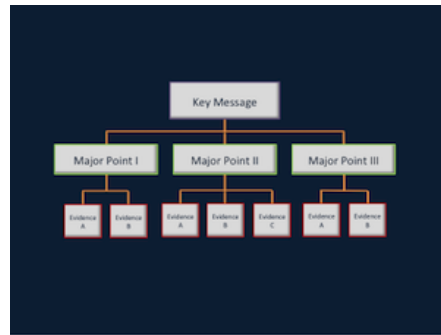 Key Message
Major Point I
Major Point II
Major Point III
Evidence
A
Evidence
B
Evidence
A
Evidence
B
Evidence
C
Evidence
A
Evidence
B